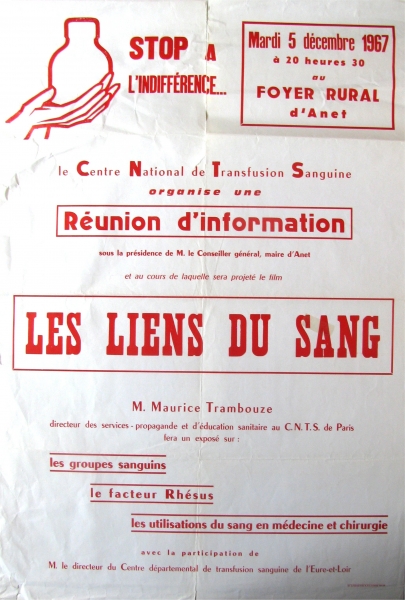 STOP A
L'INDIFFÉRENCE...
Mardi 5 décembre 1967
à 20 heures 30
au
FOYER RURAL
d'Anet
le Centre National de Transfusion Sanguine
organise une
Réunion d'information
sous la présidence de M. le Conseiller général, maire d'Anet
et au cours de laquelle sera projeté le film
LES LIENS DU SANG
M. Maurice Trambouze
directeur des services - propagande et d'éducation sanitaire au C.N.T.S. de Paris
fera un exposé sur :
les groupes sanguins
le facteur Rhésus
les utilisations du sang en médecine et chirurgie
avec la participation de
M. le directeur du Centre départemental de transfusion sanguine de l'Eure-et-Loir